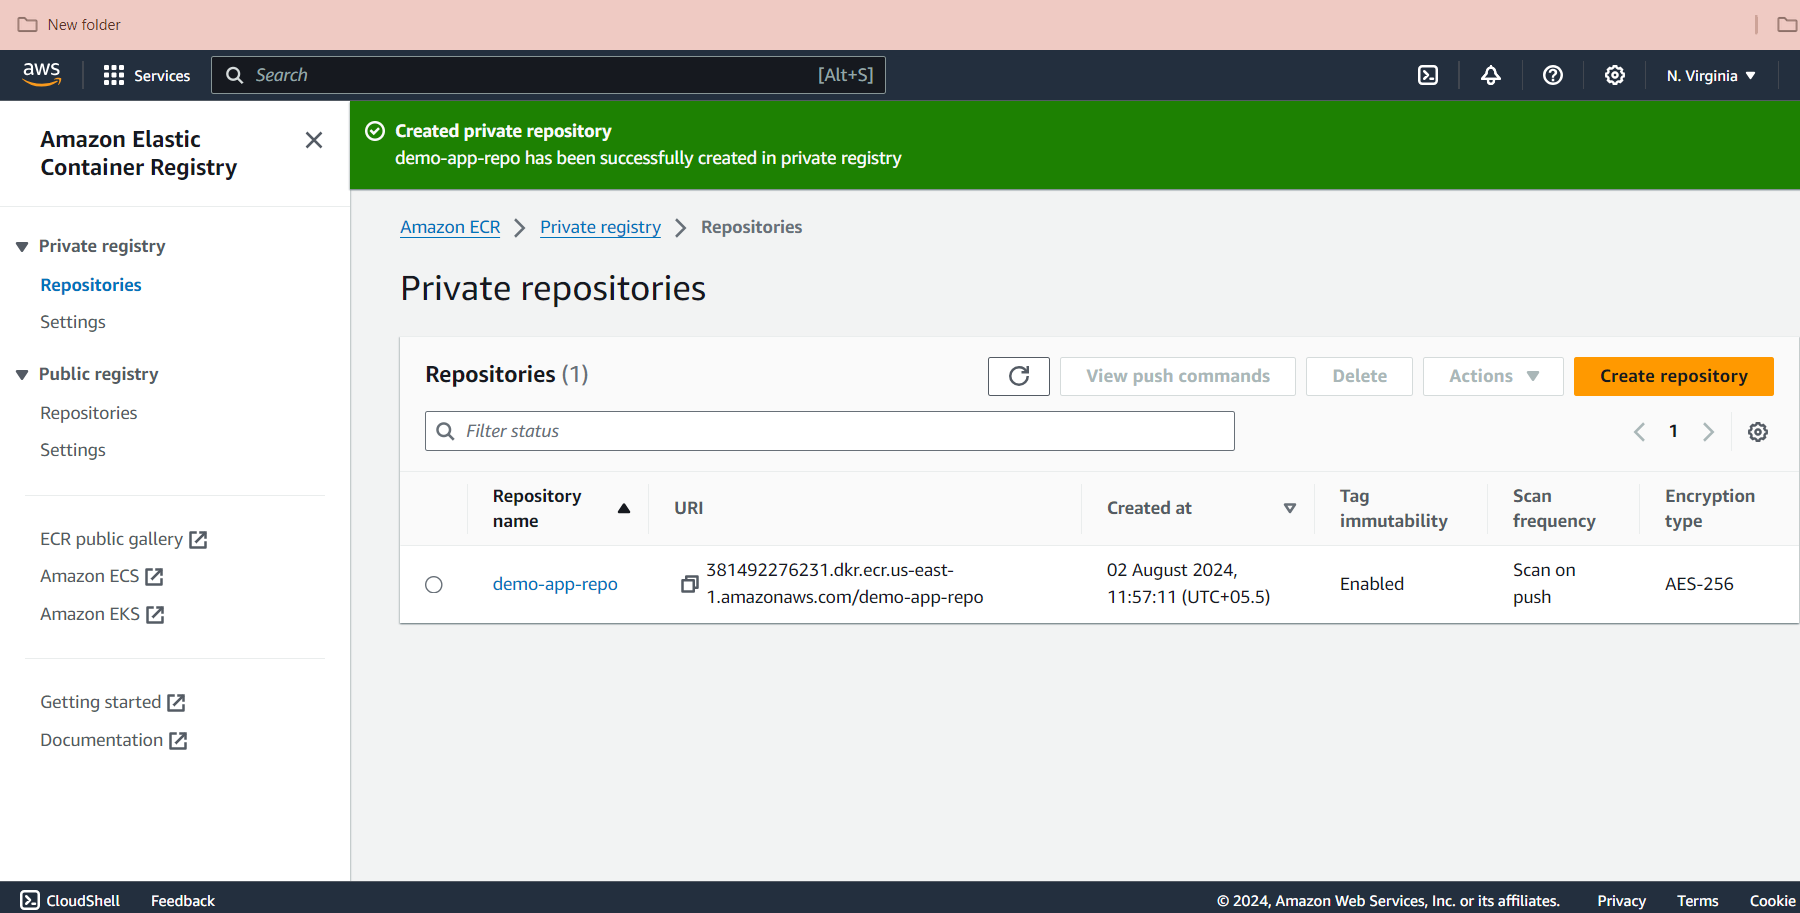 New folder
aws
Services
Search
[Alt+S]
N. Virginia
Amazon Elastic
Container Registry
Private registry
Repositories
Settings
Public registry
Repositories
Settings
ECR public gallery
Amazon ECS
Amazon EKS
Getting started
Documentation
Created private repository
demo-app-repo has been successfully created in private registry
Amazon ECR
Private registry
Repositories
Private repositories
Repositories (1)
View push commands
Delete
Actions
Create repository
Filter status
1
Repository
name
URI
Created at
Tag
immutability
Scan
frequency
Encryption
type
demo-app-repo
381492276231.dkr.ecr.us-east-
1.amazonaws.com/demo-app-repo
02 August 2024,
11:57:11 (UTC+05.5)
Enabled
Scan on
push
AES-256
CloudShell
Feedback
© 2024, Amazon Web Services, Inc. or its affiliates.
Privacy
Terms
Cookie